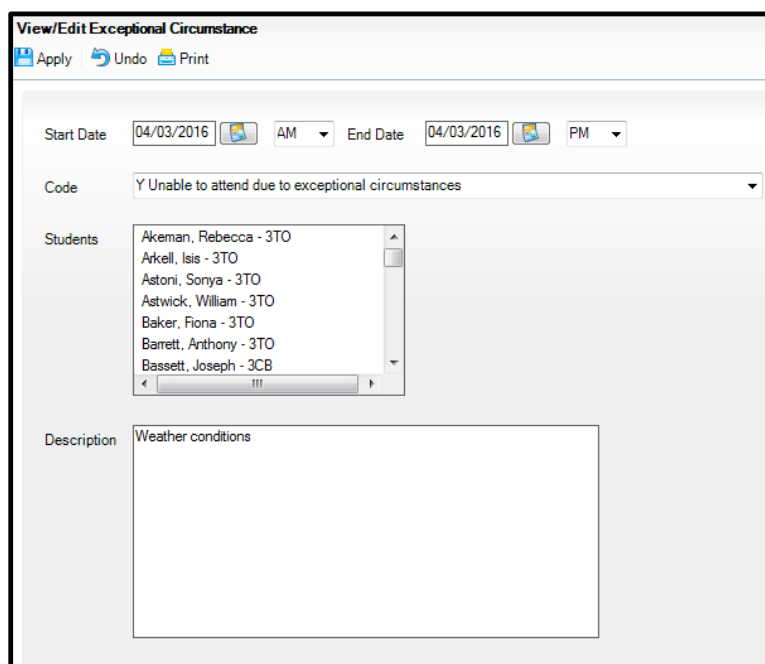 View/Edit Exceptional Circumstance
Apply Undo Print
Start Date 04/03/2016 AM End Date 04/03/2016 PM
Code Y Unable to attend due to exceptional circumstances
Students
Akeman, Rebecca - 3TO
Arkell, Isis - 3TO
Astoni, Sonya - 3TO
Astwick, William - 3TO
Baker, Fiona - 3TO
Barrett, Anthony - 3TO
Bassett, Joseph - 3CB
Description Weather conditions